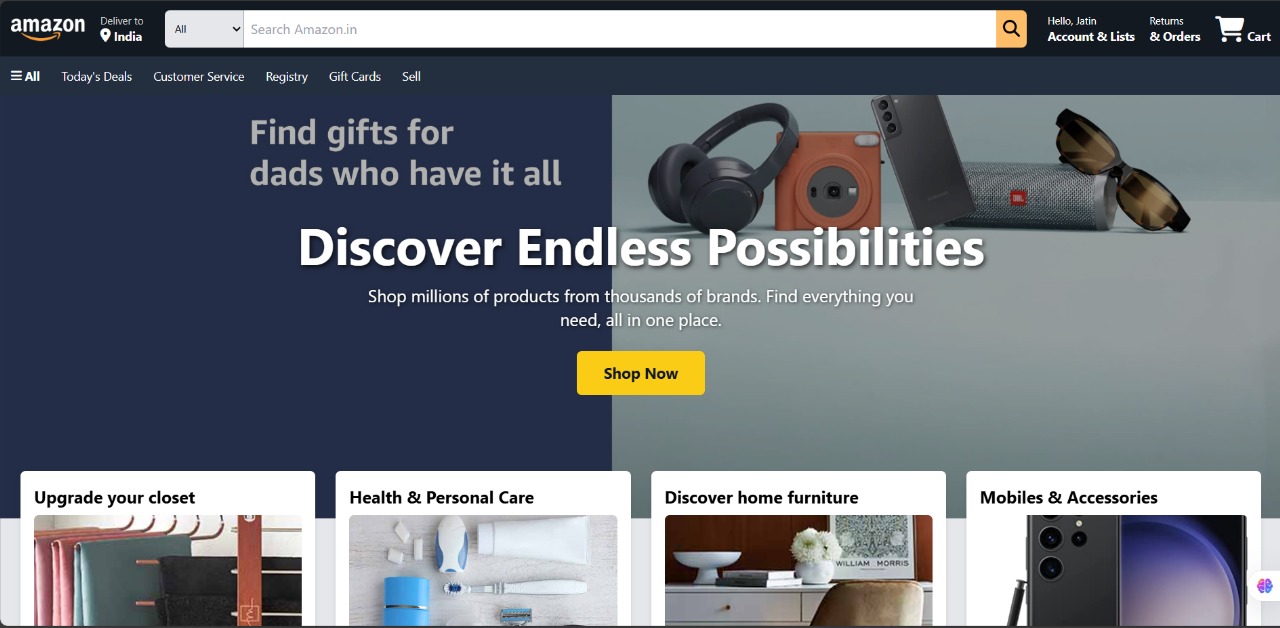 amazon
Deliver to
India
All
Search Amazon.in
Hello, Jatin
Account & Lists
Returns
& Orders
Cart
All
Today's Deals
Customer Service
Registry
Gift Cards
Sell
Find gifts for
dads who have it all
JBL
Discover Endless Possibilities
Shop millions of products from thousands of brands. Find everything you
need, all in one place.
Shop Now
Upgrade your closet
Health & Personal Care
Discover home furniture
Mobiles & Accessories
WILLIAM MORRIS